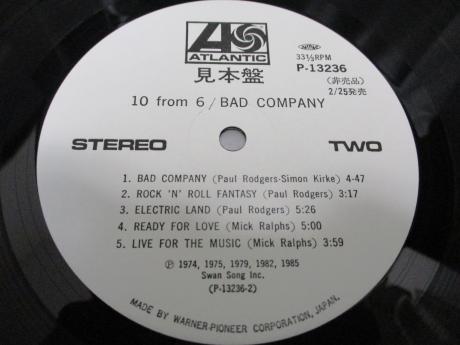 ATLANTIC
33⅓RPM
P-13236
(非売品)
2/25発売
見本盤
10 from 6/BAD COMPANY
STEREO
TWO
1. BAD COMPANY (Paul Rodgers-Simon Kirke) 4-47
2. ROCK 'N' ROLL FANTASY (Paul Rodgers) 3:17
3. ELECTRIC LAND (Paul Rodgers) 5:26
4. READY FOR LOVE (Mick Ralphs) 5:00
5. LIVE FOR THE MUSIC (Mick Ralphs) 3:59
℗ 1974, 1975, 1979, 1982, 1985
Swan Song Inc.
(P-13236-2)
MADE BY WARNER-PIONEER CORPORATION, JAPAN.